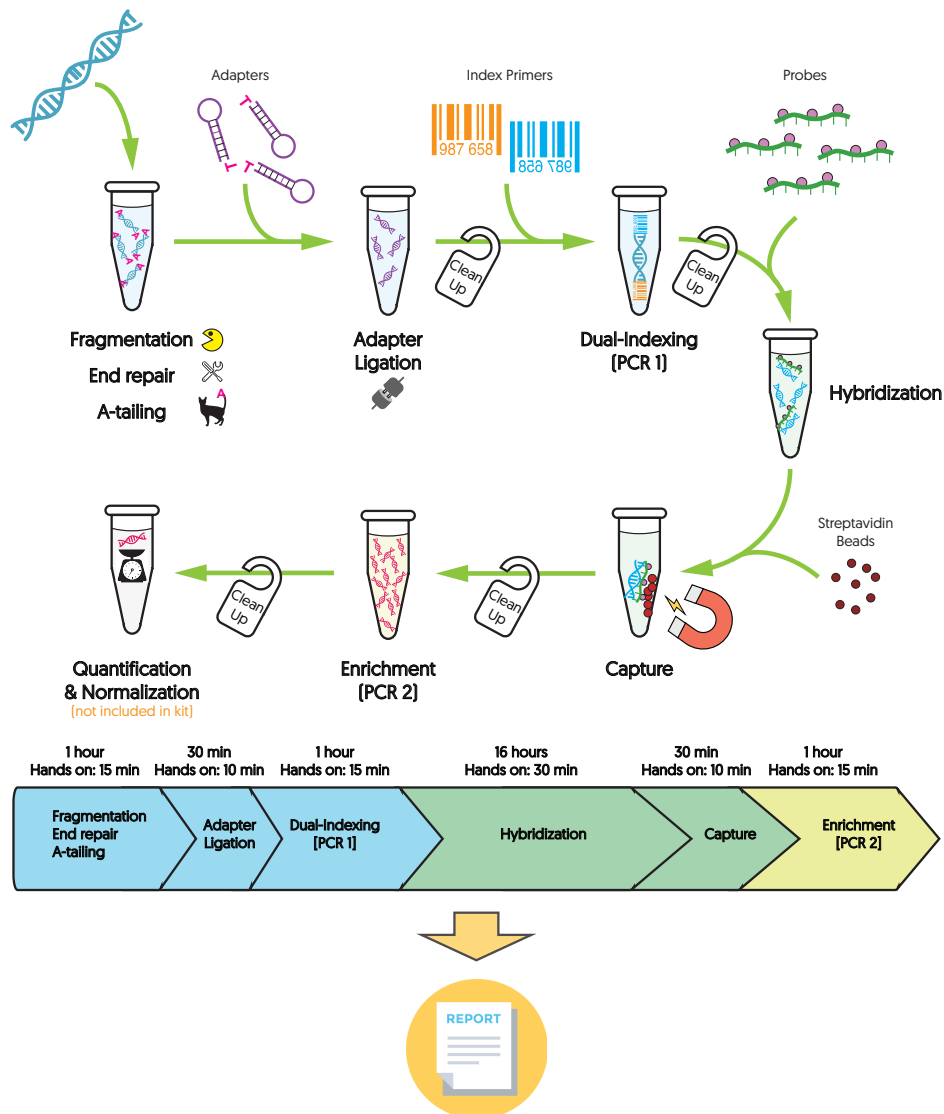 Adapters
Index Primers
Probes
T
T
T
987 658
987 658
A
A
A
A
A
A
A
Clean
Up
Clean
Up
Fragmentation
End repair
A-tailing
A
Adapter
Ligation
Dual-Indexing
(PCR 1)
Hybridization
Streptavidin
Beads
Clean
Up
Clean
Up
Quantification
& Normalization
(not included in kit)
Enrichment
(PCR 2)
Capture
1 hour
Hands on: 15 min
30 min
Hands on: 10 min
1 hour
Hands on: 15 min
16 hours
Hands on: 30 min
30 min
Hands on: 10 min
1 hour
Hands on: 15 min
Fragmentation
End repair
A-tailing
Adapter
Ligation
Dual-Indexing
[PCR 1]
Hybridization
Capture
Enrichment
[PCR 2]
REPORT